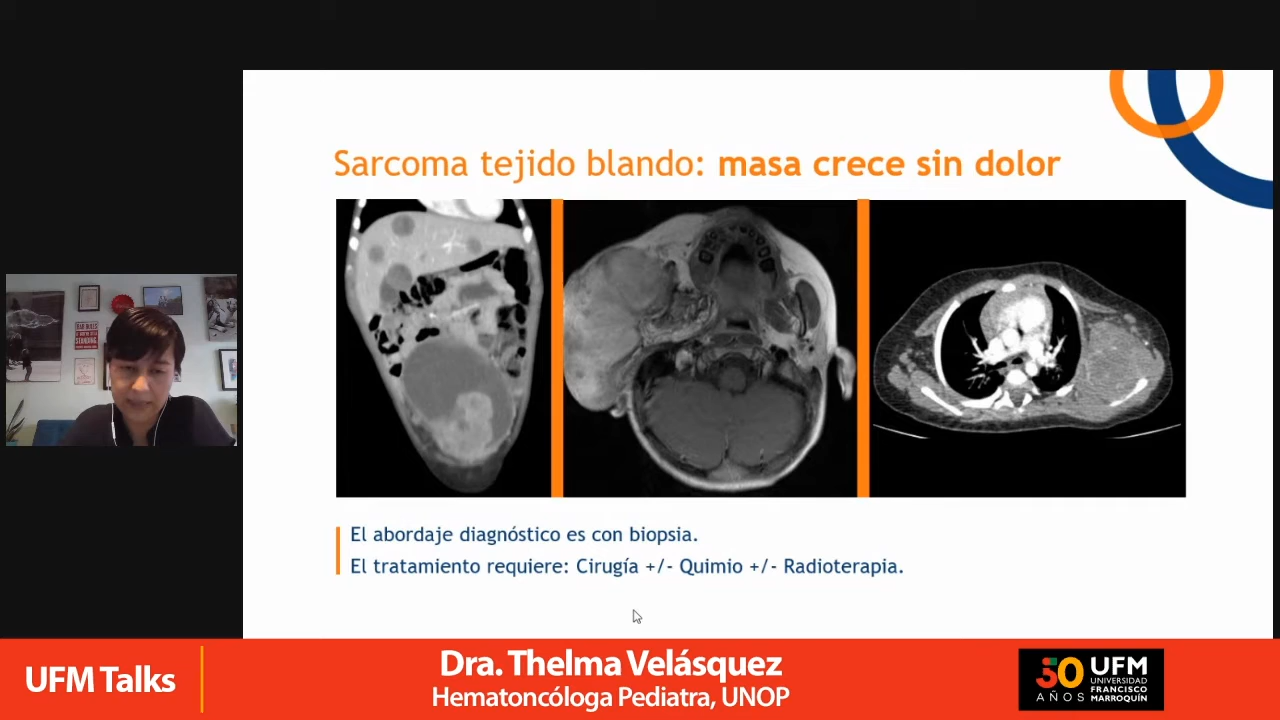 Sarcoma tejido blando: masa crece sin dolor
El abordaje diagnóstico es con biopsia.
El tratamiento requiere: Cirugía +/- Quimio +/- Radioterapia.
UFM Talks
Dra. Thelma Velásquez
Hematoncóloga Pediatra, UNOP
50
AÑOS
UFM
UNIVERSIDAD
FRANCISCO
MARROQUÍN